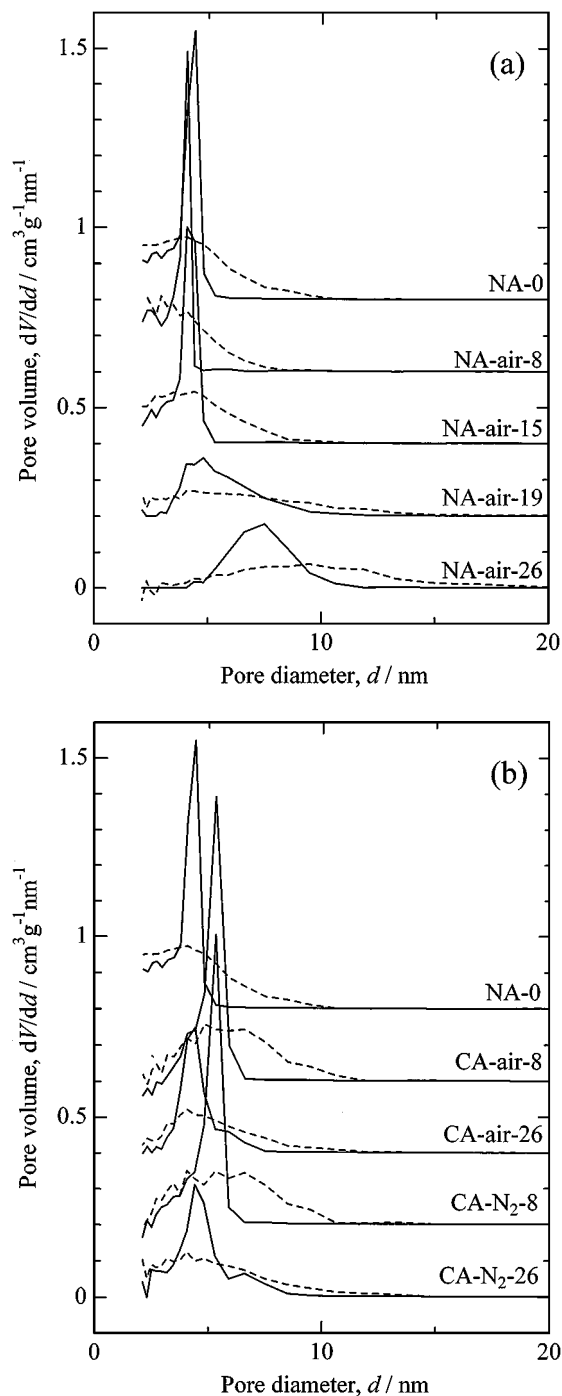 (a)
1.5
1
0.5
0
NA-0
NA-air-8
NA-air-15
NA-air-19
NA-air-26
0
10
20
Pore volume, dV/dd / cm³g⁻¹nm⁻¹
Pore diameter, d / nm
(b)
1.5
1
0.5
0
NA-0
CA-air-8
CA-air-26
CA-N₂-8
CA-N₂-26
0
10
20
Pore volume, dV/dd / cm³g⁻¹nm⁻¹
Pore diameter, d / nm